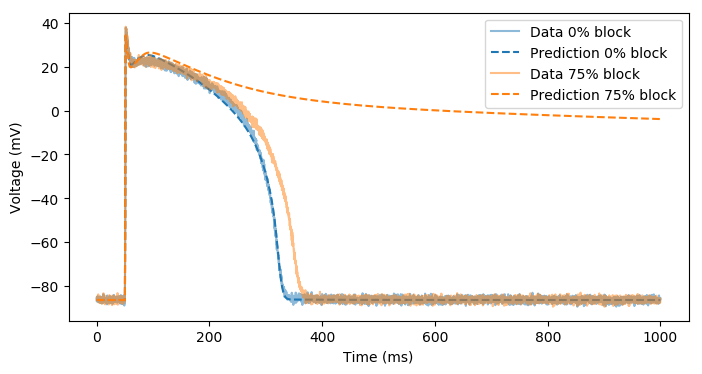 40
20
0
−20
−40
−60
−80
Voltage (mV)
Data 0% block
Prediction 0% block
Data 75% block
Prediction 75% block
0
200
400
600
800
1000
Time (ms)